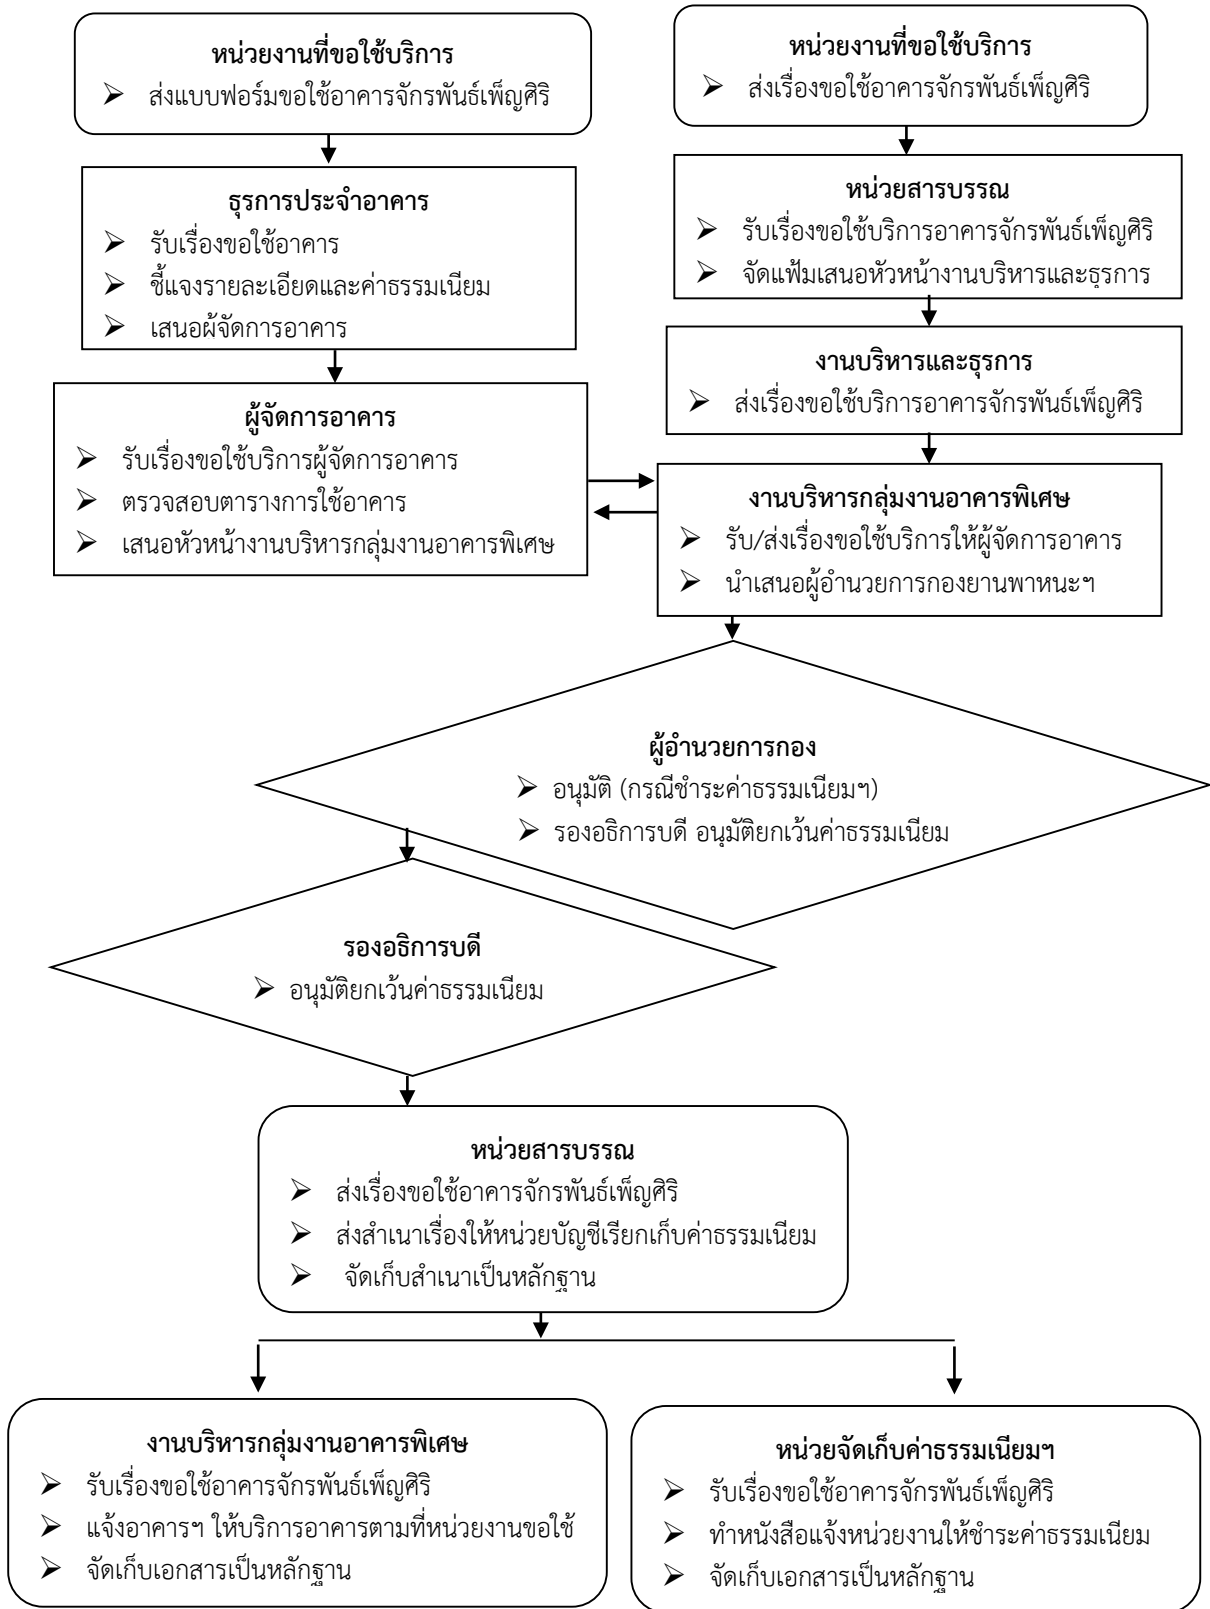 หน่วยงานที่ขอใช้บริการ
➢ ส่งแบบฟอร์มขอใช้อาคารจักรพันธ์เพ็ญศิริ
หน่วยงานที่ขอใช้บริการ
➢ ส่งเรื่องขอใช้อาคารจักรพันธ์เพ็ญศิริ
ธุรการประจำอาคาร
➢ รับเรื่องขอใช้อาคาร
➢ ชี้แจงรายละเอียดและค่าธรรมเนียม
➢ เสนอผู้จัดการอาคาร
หน่วยสารบรรณ
➢ รับเรื่องขอใช้บริการอาคารจักรพันธ์เพ็ญศิริ
➢ จัดแฟ้มเสนอหัวหน้างานบริหารและธุรการ
งานบริหารและธุรการ
➢ ส่งเรื่องขอใช้บริการอาคารจักรพันธ์เพ็ญศิริ
ผู้จัดการอาคาร
➢ รับเรื่องขอใช้บริการผู้จัดการอาคาร
➢ ตรวจสอบตารางการใช้อาคาร
➢ เสนอหัวหน้างานบริหารกลุ่มงานอาคารพิเศษ
งานบริหารกลุ่มงานอาคารพิเศษ
➢ รับ/ส่งเรื่องขอใช้บริการให้ผู้จัดการอาคาร
➢ นำเสนอผู้อำนวยการกองยานพาหนะฯ
ผู้อำนวยการกอง
➢ อนุมัติ (กรณีชำระค่าธรรมเนียมฯ)
➢ รองอธิการบดี อนุมัติยกเว้นค่าธรรมเนียม
รองอธิการบดี
➢ อนุมัติยกเว้นค่าธรรมเนียม
หน่วยสารบรรณ
➢ ส่งเรื่องขอใช้อาคารจักรพันธ์เพ็ญศิริ
➢ ส่งสำเนาเรื่องให้หน่วยบัญชีเรียกเก็บค่าธรรมเนียม
➢ จัดเก็บสำเนาเป็นหลักฐาน
งานบริหารกลุ่มงานอาคารพิเศษ
➢ รับเรื่องขอใช้อาคารจักรพันธ์เพ็ญศิริ
➢ แจ้งอาคารฯ ให้บริการอาคารตามที่หน่วยงานขอใช้
➢ จัดเก็บเอกสารเป็นหลักฐาน
หน่วยจัดเก็บค่าธรรมเนียมฯ
➢ รับเรื่องขอใช้อาคารจักรพันธ์เพ็ญศิริ
➢ ทำหนังสือแจ้งหน่วยงานให้ชำระค่าธรรมเนียม
➢ จัดเก็บเอกสารเป็นหลักฐาน